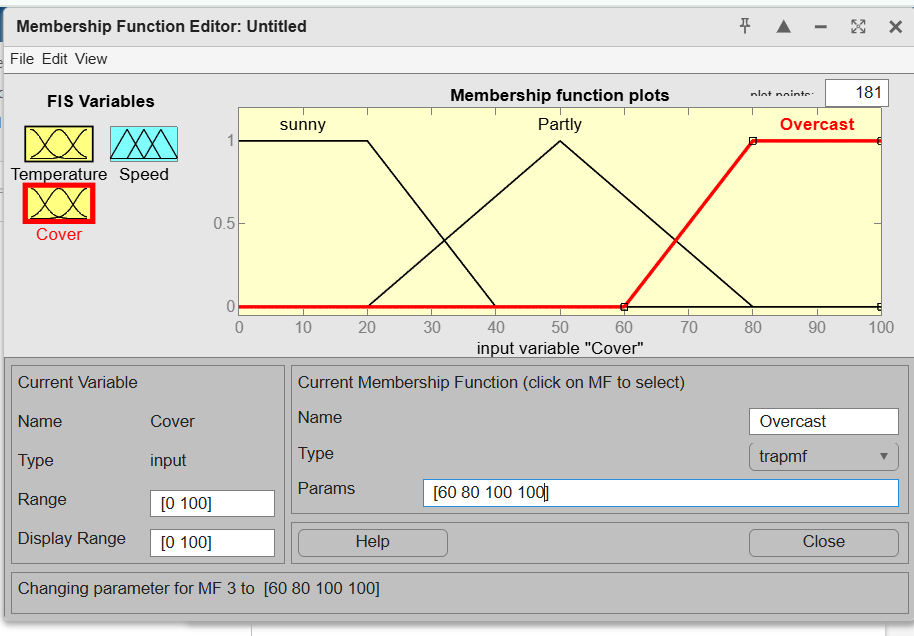 Membership Function Editor: Untitled
File Edit View
FIS Variables
Temperature
Speed
Cover
Membership function plots
plot points:
181
sunny
Partly
Overcast
1
0.5
0
0 10 20 30 40 50 60 70 80 90 100
input variable "Cover"
Current Variable
Name Cover
Type input
Range [0 100]
Display Range [0 100]
Current Membership Function (click on MF to select)
Name Overcast
Type trapmf
Params [60 80 100 100]
Help
Close
Changing parameter for MF 3 to [60 80 100 100]